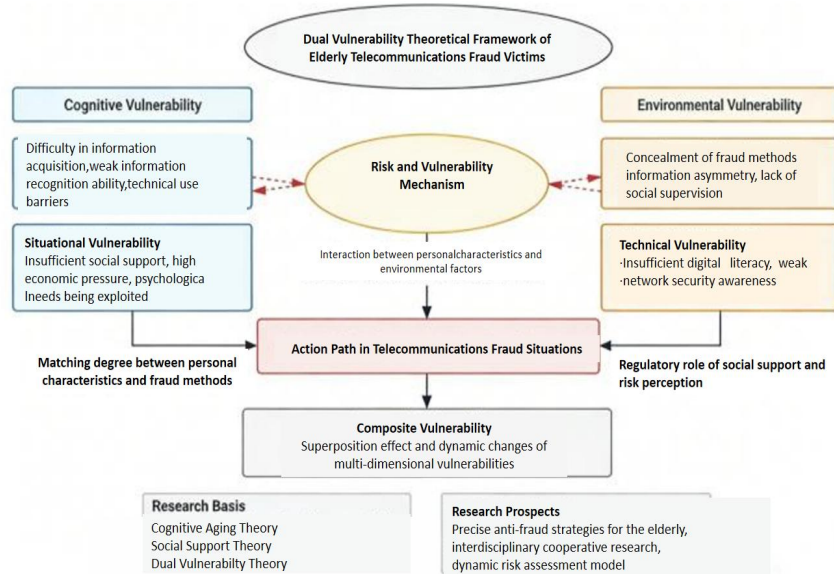 Dual Vulnerability Theoretical Framework of
Elderly Telecommunications Fraud Victims
Cognitive Vulnerability
Difficulty in information
acquisition,weak information
recognition ability,technical use
barriers
Situational Vulnerability
Insufficient social support, high
economic pressure, psychologica
lneeds being exploited
Risk and Vulnerability
Mechanism
Interaction between personalcharacteristics and
environmental factors
Environmental Vulnerability
Concealment of fraud methods
information asymmetry, lack of
social supervision
Technical Vulnerability
·Insufficient digital literacy, weak
·network security awareness
Action Path in Telecommunications Fraud Situations
Matching degree between personal
characteristics and fraud methods
Regulatory role of social support and
risk perception
Composite Vulnerability
Superposition effect and dynamic changes of
multi-dimensional vulnerabilities
Research Basis
Cognitive Aging Theory
Social Support Theory
Dual Vulnerabilty Theory
Research Prospects
Precise anti-fraud strategies for the elderly,
interdisciplinary cooperative research,
dynamic risk assessment model